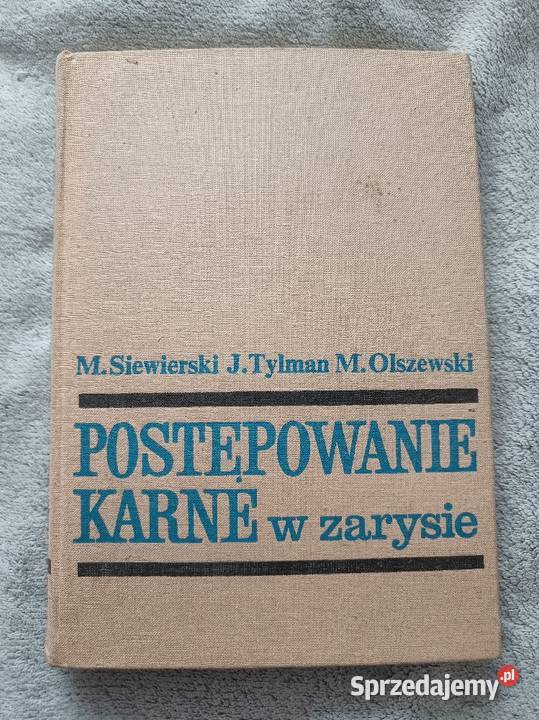 M. Siewierski J. Tylman M. Olszewski
POSTĘPOWANIE
KARNE w zarysie
Sprzedajemy.pl